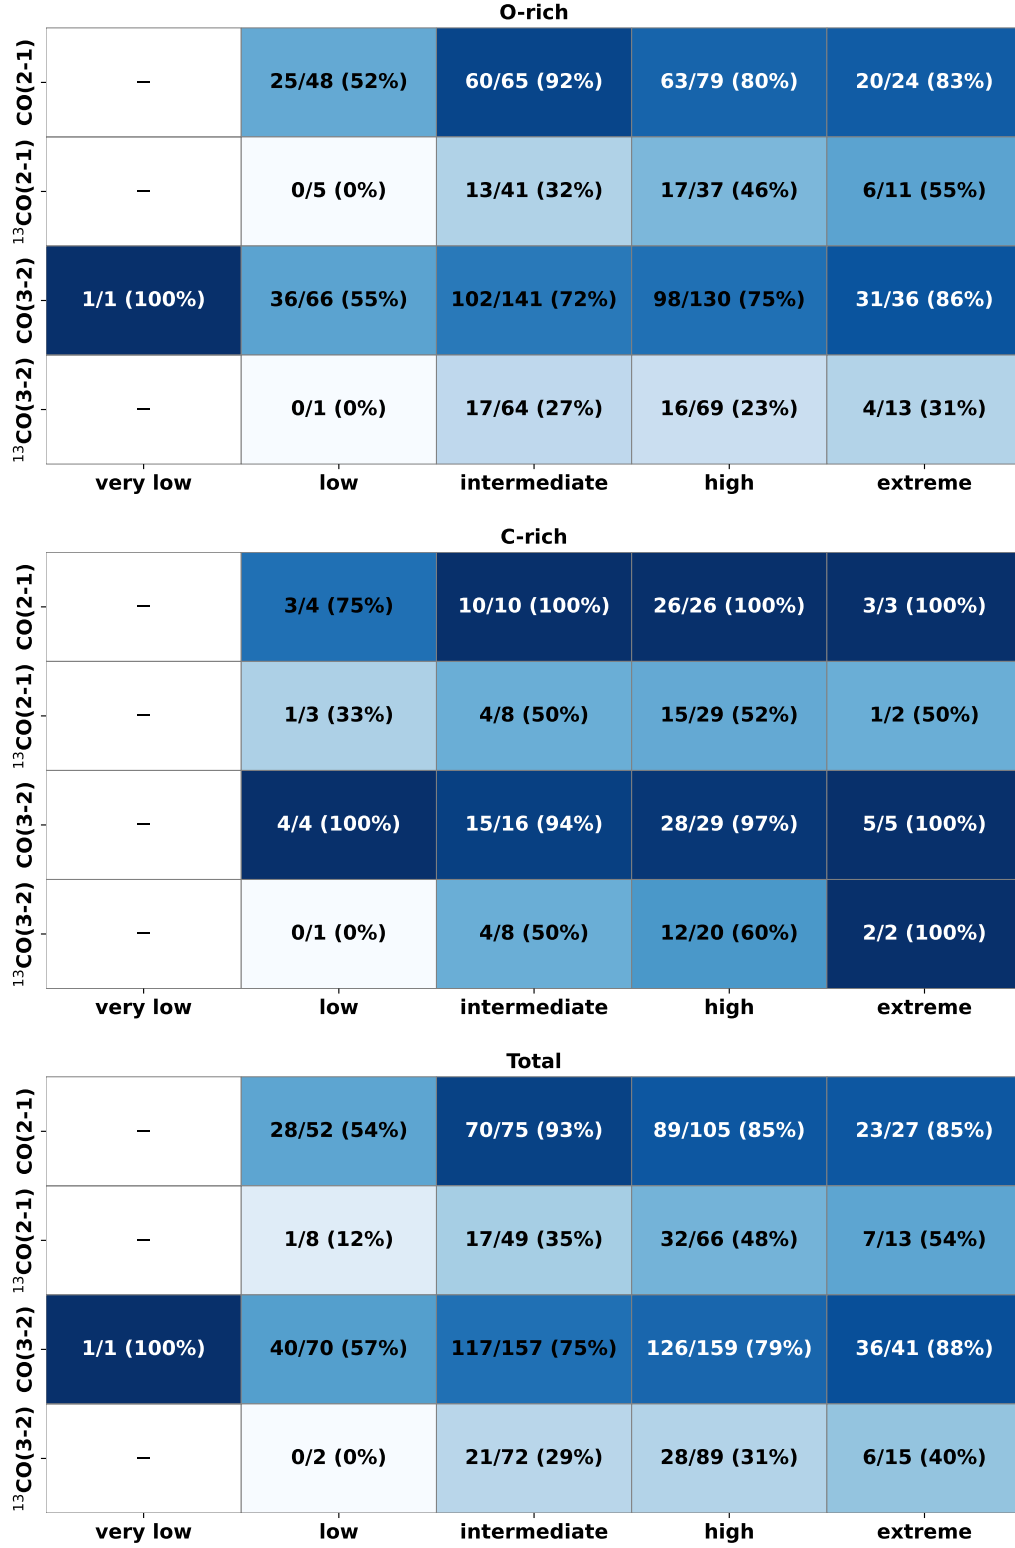 O-rich
CO(2-1) – 25/48 (52%) 60/65 (92%) 63/79 (80%) 20/24 (83%)
¹³CO(2-1) – 0/5 (0%) 13/41 (32%) 17/37 (46%) 6/11 (55%)
CO(3-2) 1/1 (100%) 36/66 (55%) 102/141 (72%) 98/130 (75%) 31/36 (86%)
¹³CO(3-2) – 0/1 (0%) 17/64 (27%) 16/69 (23%) 4/13 (31%)
very low low intermediate high extreme
C-rich
CO(2-1) – 3/4 (75%) 10/10 (100%) 26/26 (100%) 3/3 (100%)
¹³CO(2-1) – 1/3 (33%) 4/8 (50%) 15/29 (52%) 1/2 (50%)
CO(3-2) – 4/4 (100%) 15/16 (94%) 28/29 (97%) 5/5 (100%)
¹³CO(3-2) – 0/1 (0%) 4/8 (50%) 12/20 (60%) 2/2 (100%)
very low low intermediate high extreme
Total
CO(2-1) – 28/52 (54%) 70/75 (93%) 89/105 (85%) 23/27 (85%)
¹³CO(2-1) – 1/8 (12%) 17/49 (35%) 32/66 (48%) 7/13 (54%)
CO(3-2) 1/1 (100%) 40/70 (57%) 117/157 (75%) 126/159 (79%) 36/41 (88%)
¹³CO(3-2) – 0/2 (0%) 21/72 (29%) 28/89 (31%) 6/15 (40%)
very low low intermediate high extreme